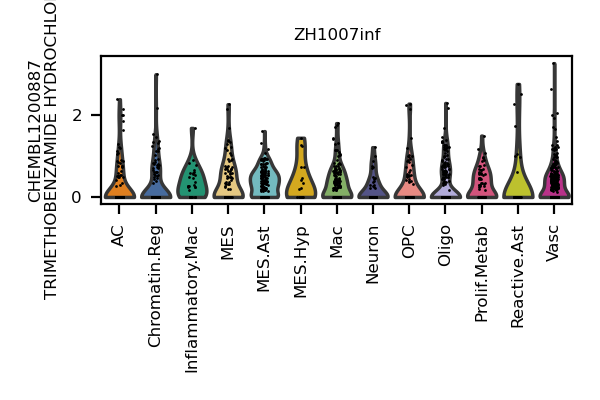 ZH1007inf
CHEMBL1200887
TRIMETHOBENZAMIDE HYDROCHLO
2
0
AC
Chromatin.Reg
Inflammatory.Mac
MES
MES.Ast
MES.Hyp
Mac
Neuron
OPC
Oligo
Prolif.Metab
Reactive.Ast
Vasc